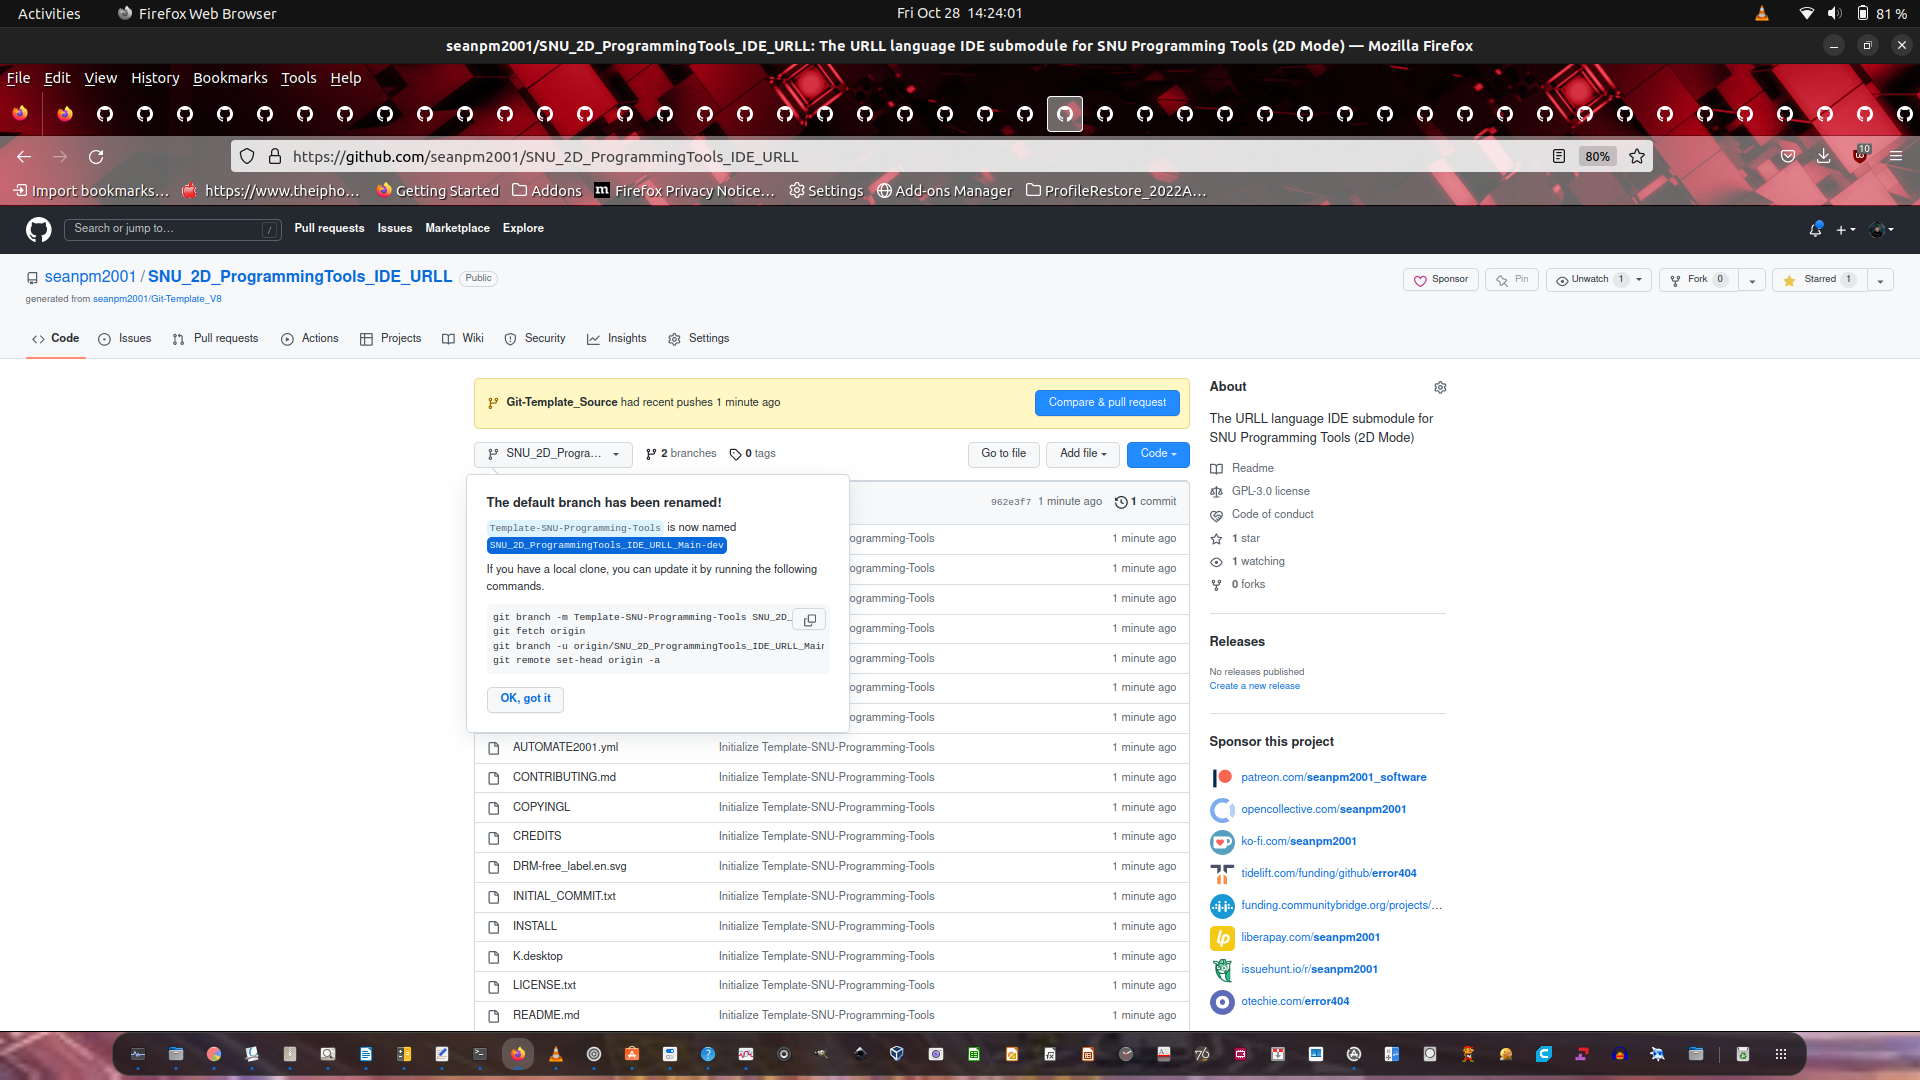 Activities
Firefox Web Browser
Fri Oct 28  14:24:01
81 %
seanpm2001/SNU_2D_ProgrammingTools_IDE_URLL: The URLL language IDE submodule for SNU Programming Tools (2D Mode) — Mozilla Firefox
File Edit View History Bookmarks Tools Help
https://github.com/seanpm2001/SNU_2D_ProgrammingTools_IDE_URLL
80%
10
Import bookmarks…
https://www.theipho…
Getting Started
Addons
Firefox Privacy Notice…
Settings
Add-ons Manager
ProfileRestore_2022A…
Search or jump to…
/
Pull requests
Issues
Marketplace
Explore
seanpm2001 / SNU_2D_ProgrammingTools_IDE_URLL
Public
generated from seanpm2001/Git-Template_V8
Sponsor
Pin
Unwatch 1
Fork 0
Starred 1
Code
Issues
Pull requests
Actions
Projects
Wiki
Security
Insights
Settings
Git-Template_Source had recent pushes 1 minute ago
Compare & pull request
SNU_2D_Progra…
2 branches
0 tags
Go to file
Add file
Code
The default branch has been renamed!
Template-SNU-Programming-Tools is now named
SNU_2D_ProgrammingTools_IDE_URLL_Main-dev
If you have a local clone, you can update it by running the following
commands.
git branch -m Template-SNU-Programming-Tools SNU_2D_
git fetch origin
git branch -u origin/SNU_2D_ProgrammingTools_IDE_URLL_Main
git remote set-head origin -a
OK, got it
962e3f7 1 minute ago
1 commit
ogramming-Tools 1 minute ago
ogramming-Tools 1 minute ago
ogramming-Tools 1 minute ago
ogramming-Tools 1 minute ago
ogramming-Tools 1 minute ago
ogramming-Tools 1 minute ago
ogramming-Tools 1 minute ago
AUTOMATE2001.yml Initialize Template-SNU-Programming-Tools 1 minute ago
CONTRIBUTING.md Initialize Template-SNU-Programming-Tools 1 minute ago
COPYINGL Initialize Template-SNU-Programming-Tools 1 minute ago
CREDITS Initialize Template-SNU-Programming-Tools 1 minute ago
DRM-free_label.en.svg Initialize Template-SNU-Programming-Tools 1 minute ago
INITIAL_COMMIT.txt Initialize Template-SNU-Programming-Tools 1 minute ago
INSTALL Initialize Template-SNU-Programming-Tools 1 minute ago
K.desktop Initialize Template-SNU-Programming-Tools 1 minute ago
LICENSE.txt Initialize Template-SNU-Programming-Tools 1 minute ago
README.md Initialize Template-SNU-Programming-Tools 1 minute ago
About
The URLL language IDE submodule for
SNU Programming Tools (2D Mode)
Readme
GPL-3.0 license
Code of conduct
1 star
1 watching
0 forks
Releases
No releases published
Create a new release
Sponsor this project
patreon.com/seanpm2001_software
opencollective.com/seanpm2001
ko-fi.com/seanpm2001
tidelift.com/funding/github/error404
funding.communitybridge.org/projects/…
liberapay.com/seanpm2001
issuehunt.io/r/seanpm2001
otechie.com/error404